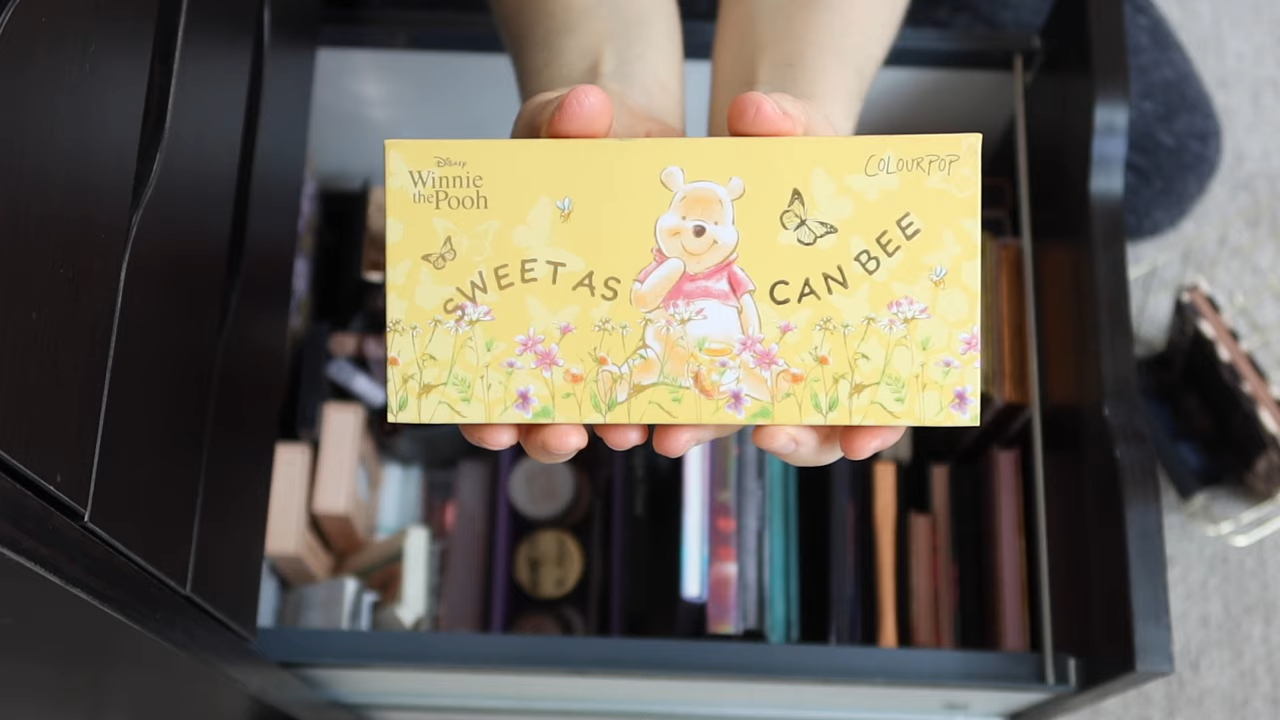 Disney
Winnie
the Pooh
COLOURPOP
SWEET AS CAN BEE